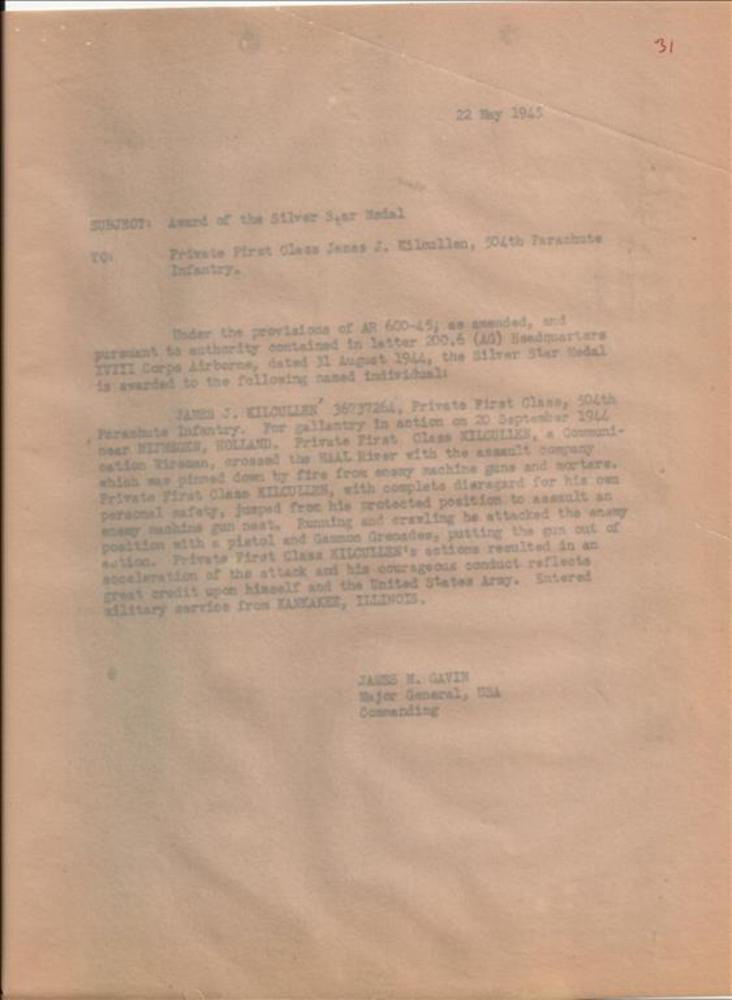 31
22 May 1945
SUBJECT: Award of the Silver Star Medal
TO: Private First Class James J. Kilcullen, 504th Parachute
Infantry.
Under the provisions of AR 600-45, as amended, and
pursuant to authority contained in letter 200.6 (AG) Headquarters
XVIII Corps Airborne, dated 31 August 1944, the Silver Star Medal
is awarded to the following named individual:
JAMES J. KILCULLEN 36737264, Private First Class, 504th
Parachute Infantry. For gallantry in action on 20 September 1944
near NIJMEGEN, HOLLAND. Private First Class KILCULLEN, a Communi-
cation Wireman, crossed the WAAL River with the assault company
which was pinned down by fire from enemy machine guns and mortars.
Private First Class KILCULLEN, with complete disregard for his own
personal safety, jumped from his protected position to assault an
enemy machine gun nest. Running and crawling he attacked the enemy
position with a pistol and Gammon Grenades, putting the gun out of
action. Private First Class KILCULLEN's actions resulted in an
acceleration of the attack and his courageous conduct reflects
great credit upon himself and the United States Army. Entered
military service from KANKAKEE, ILLINOIS.
JAMES M. GAVIN
Major General, USA
Commanding